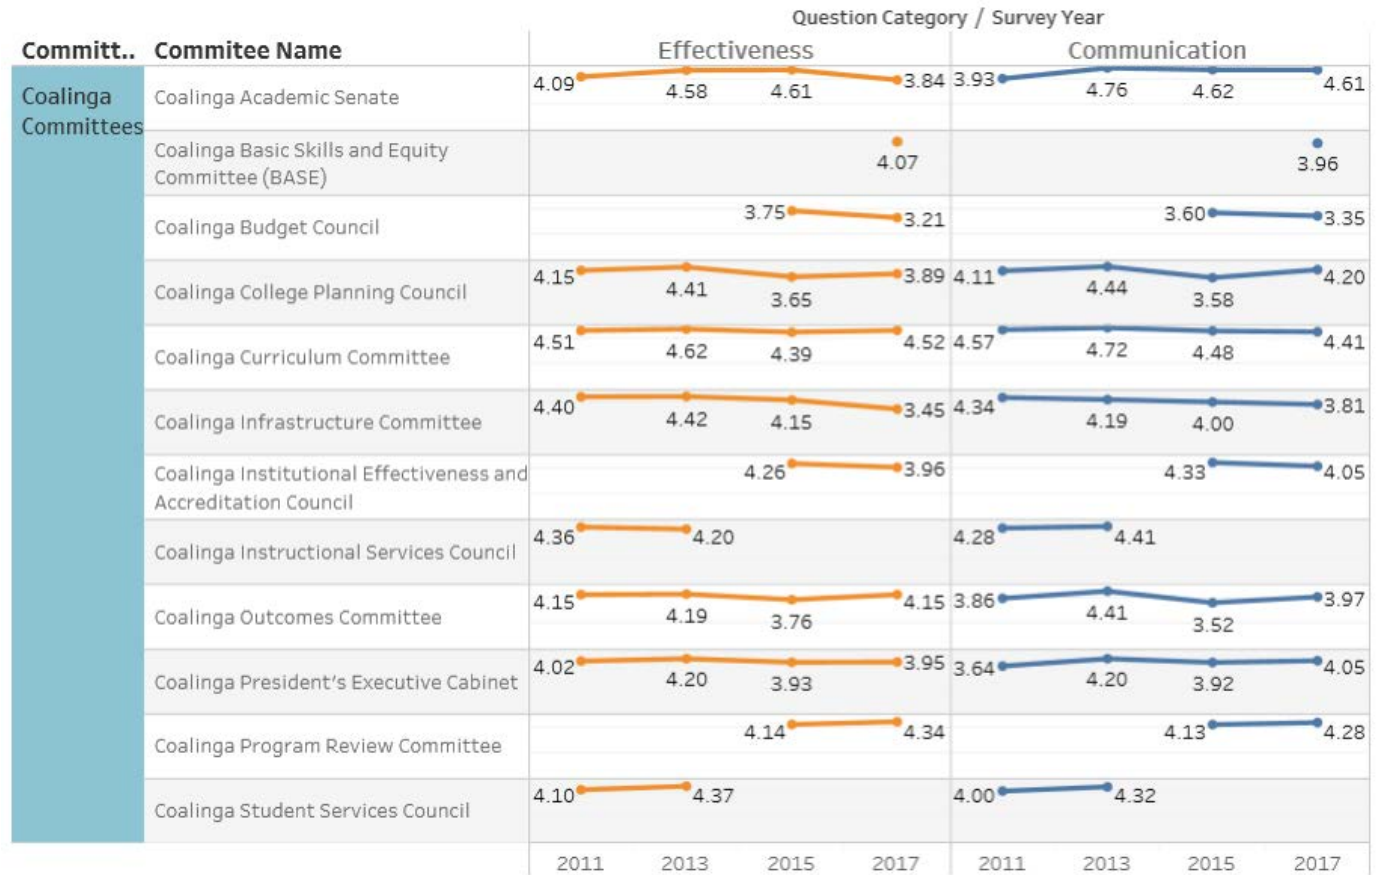 Question Category / Survey Year
Committ.. Commitee Name Effectiveness Communication
Coalinga
Committees
Coalinga Academic Senate 4.09 4.58 4.61 3.84 3.93 4.76 4.62 4.61
Coalinga Basic Skills and Equity
Committee (BASE) 4.07 3.96
Coalinga Budget Council 3.75 3.21 3.60 3.35
Coalinga College Planning Council 4.15 4.41 3.65 3.89 4.11 4.44 3.58 4.20
Coalinga Curriculum Committee 4.51 4.62 4.39 4.52 4.57 4.72 4.48 4.41
Coalinga Infrastructure Committee 4.40 4.42 4.15 3.45 4.34 4.19 4.00 3.81
Coalinga Institutional Effectiveness and
Accreditation Council 4.26 3.96 4.33 4.05
Coalinga Instructional Services Council 4.36 4.20 4.28 4.41
Coalinga Outcomes Committee 4.15 4.19 3.76 4.15 3.86 4.41 3.52 3.97
Coalinga President's Executive Cabinet 4.02 4.20 3.93 3.95 3.64 4.20 3.92 4.05
Coalinga Program Review Committee 4.14 4.34 4.13 4.28
Coalinga Student Services Council 4.10 4.37 4.00 4.32
2011 2013 2015 2017 2011 2013 2015 2017